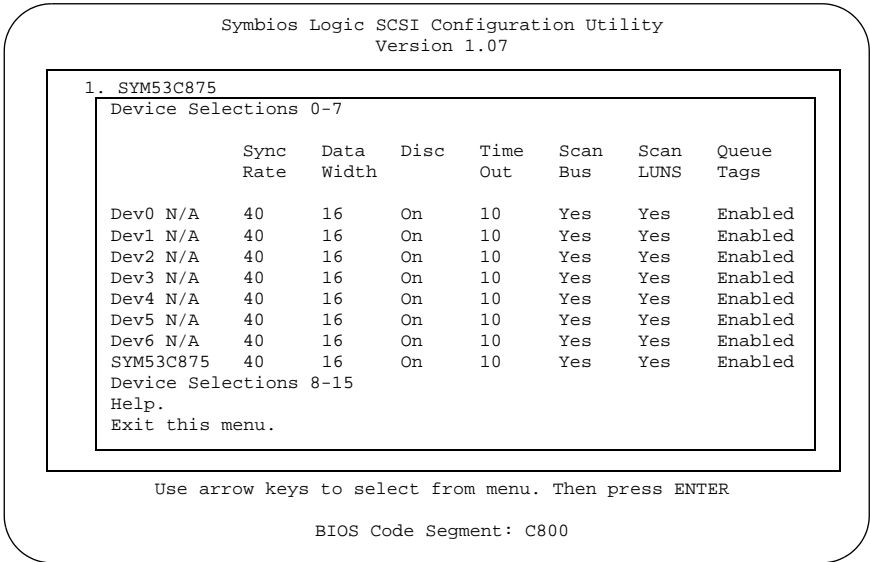 Symbios Logic SCSI Configuration Utility
Version 1.07
1. SYM53C875
Device Selections 0-7
Sync Data Disc Time Scan Scan Queue
Rate Width Out Bus LUNS Tags
Dev0 N/A 40 16 On 10 Yes Yes Enabled
Dev1 N/A 40 16 On 10 Yes Yes Enabled
Dev2 N/A 40 16 On 10 Yes Yes Enabled
Dev3 N/A 40 16 On 10 Yes Yes Enabled
Dev4 N/A 40 16 On 10 Yes Yes Enabled
Dev5 N/A 40 16 On 10 Yes Yes Enabled
Dev6 N/A 40 16 On 10 Yes Yes Enabled
SYM53C875 40 16 On 10 Yes Yes Enabled
Device Selections 8-15
Help.
Exit this menu.
Use arrow keys to select from menu. Then press ENTER
BIOS Code Segment: C800